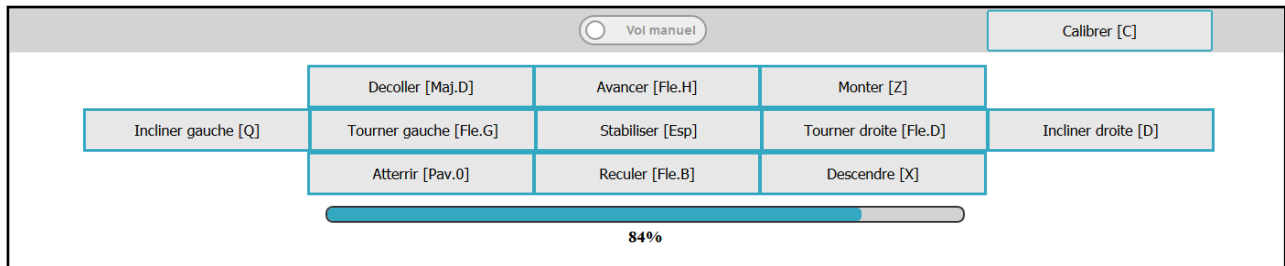 Vol manuel
Calibrer [C]
Decoller [Maj.D]
Avancer [Fle.H]
Monter [Z]
Incliner gauche [Q]
Tourner gauche [Fle.G]
Stabiliser [Esp]
Tourner droite [Fle.D]
Incliner droite [D]
Atterrir [Pav.0]
Reculer [Fle.B]
Descendre [X]
84%